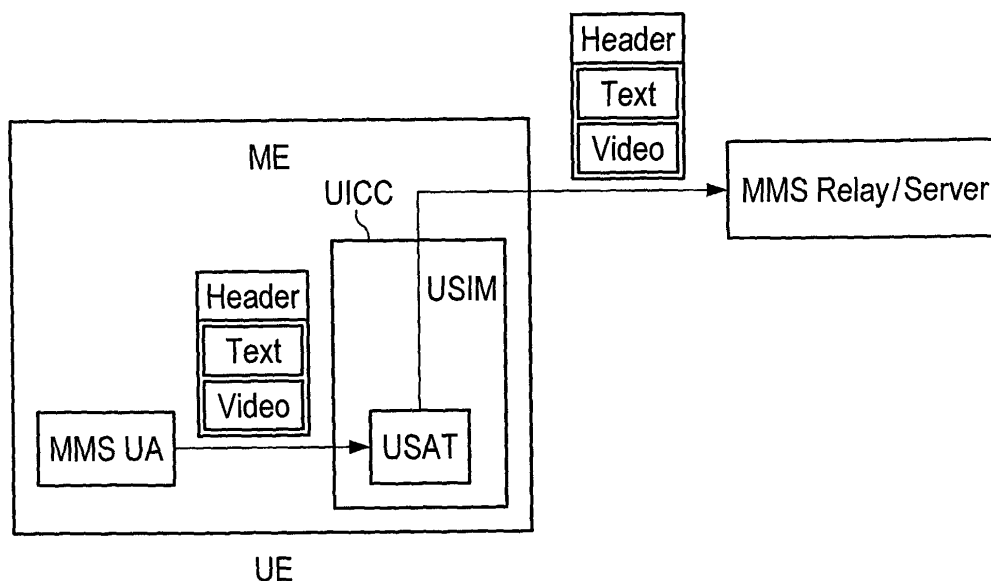 Header
Text
Video
ME
UICC
MMS Relay/Server
USIM
Header
Text
Video
MMS UA
USAT
UE